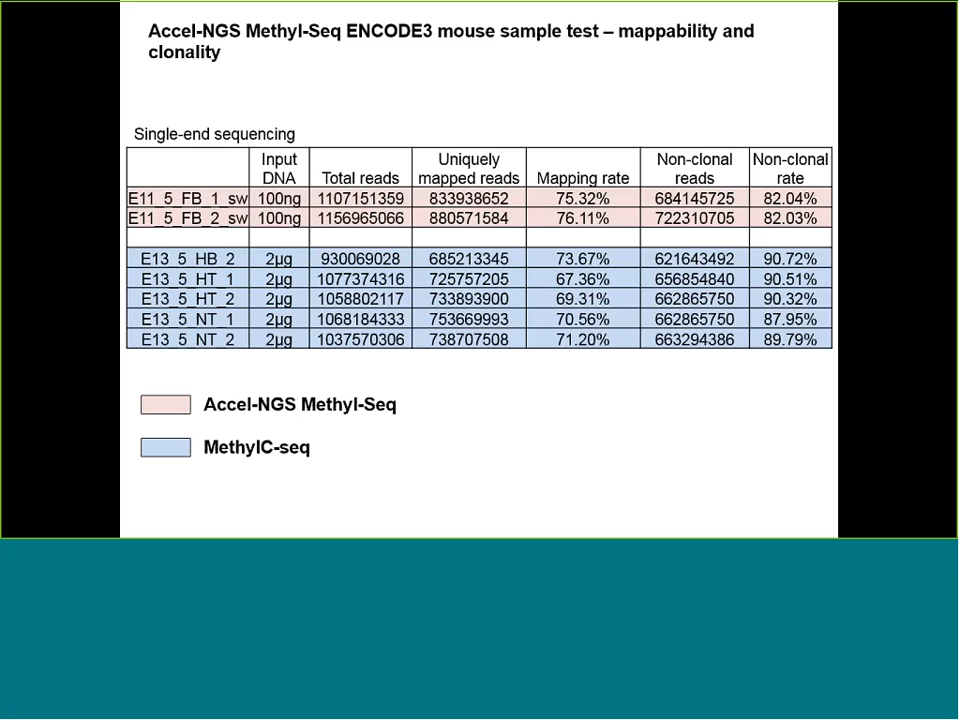 Accel-NGS Methyl-Seq ENCODE3 mouse sample test – mappability and
clonality
Single-end sequencing
Input DNA Total reads Uniquely mapped reads Mapping rate Non-clonal reads Non-clonal rate
E11_5_FB_1_sw 100ng 1107151359 833938652 75.32% 684145725 82.04%
E11_5_FB_2_sw 100ng 1156965066 880571584 76.11% 722310705 82.03%
E13_5_HB_2 2µg 930069028 685213345 73.67% 621643492 90.72%
E13_5_HT_1 2µg 1077374316 725757205 67.36% 656854840 90.51%
E13_5_HT_2 2µg 1058802117 733893900 69.31% 662865750 90.32%
E13_5_NT_1 2µg 1068184333 753669993 70.56% 662865750 87.95%
E13_5_NT_2 2µg 1037570306 738707508 71.20% 663294386 89.79%
Accel-NGS Methyl-Seq
MethylC-seq